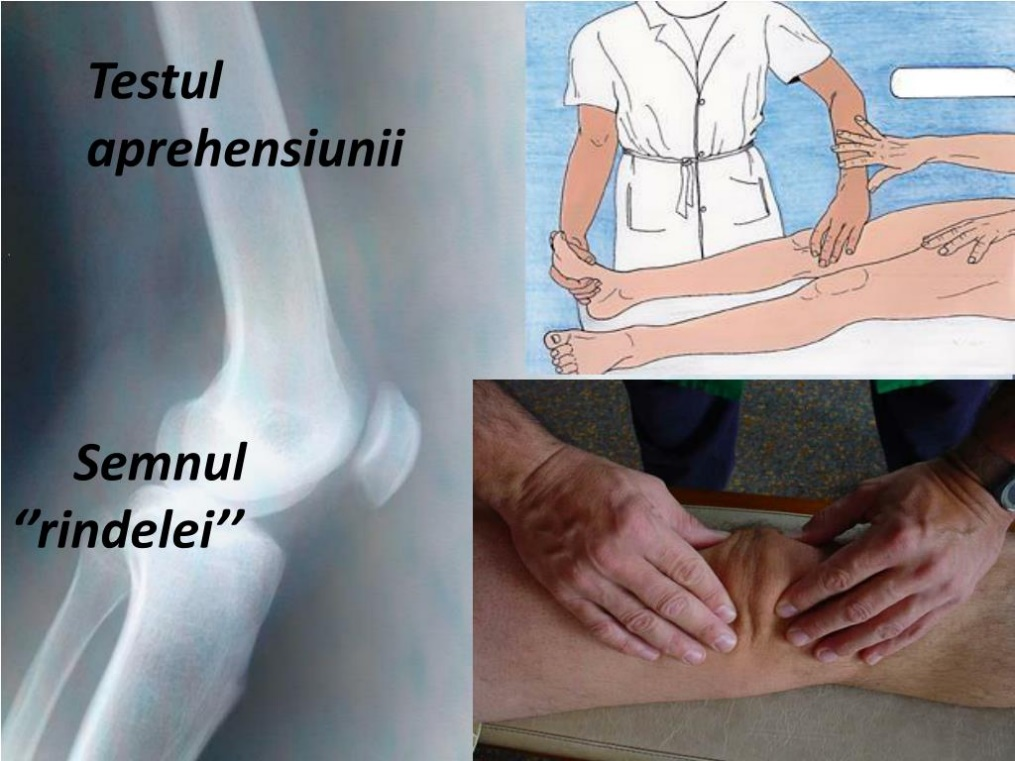 Testul
aprehensiunii
Semnul
‘’rindelei’’